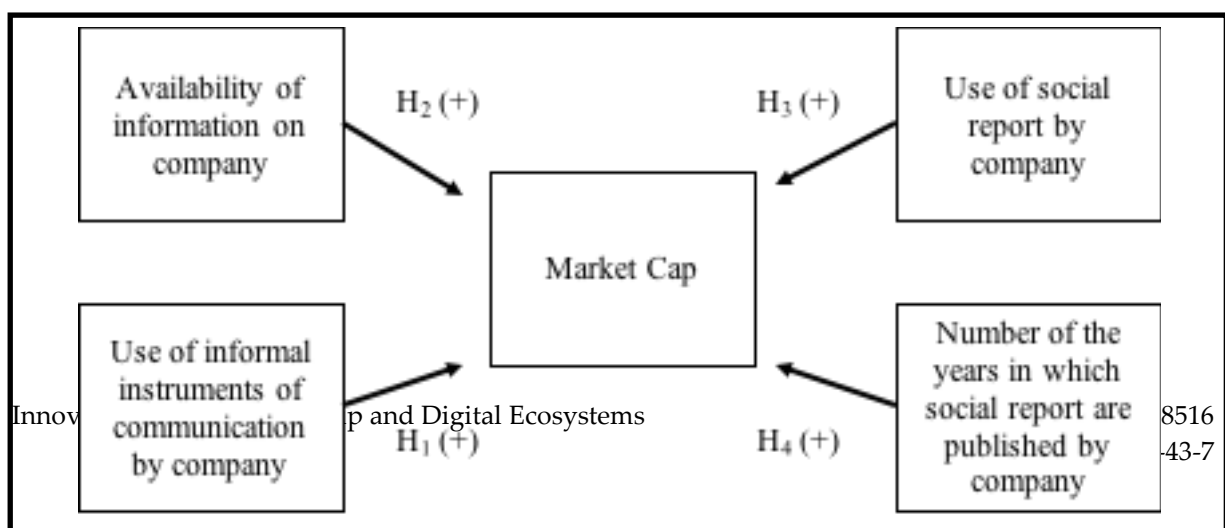 Availability of
information on
company
H₂ (+)
H₃ (+)
Use of social
report by
company
Market Cap
Use of informal
instruments of
communication
by company
H₁ (+)
H₄ (+)
Number of the
years in which
social report are
published by
company
p and Digital Ecosystems
8516
-43-7